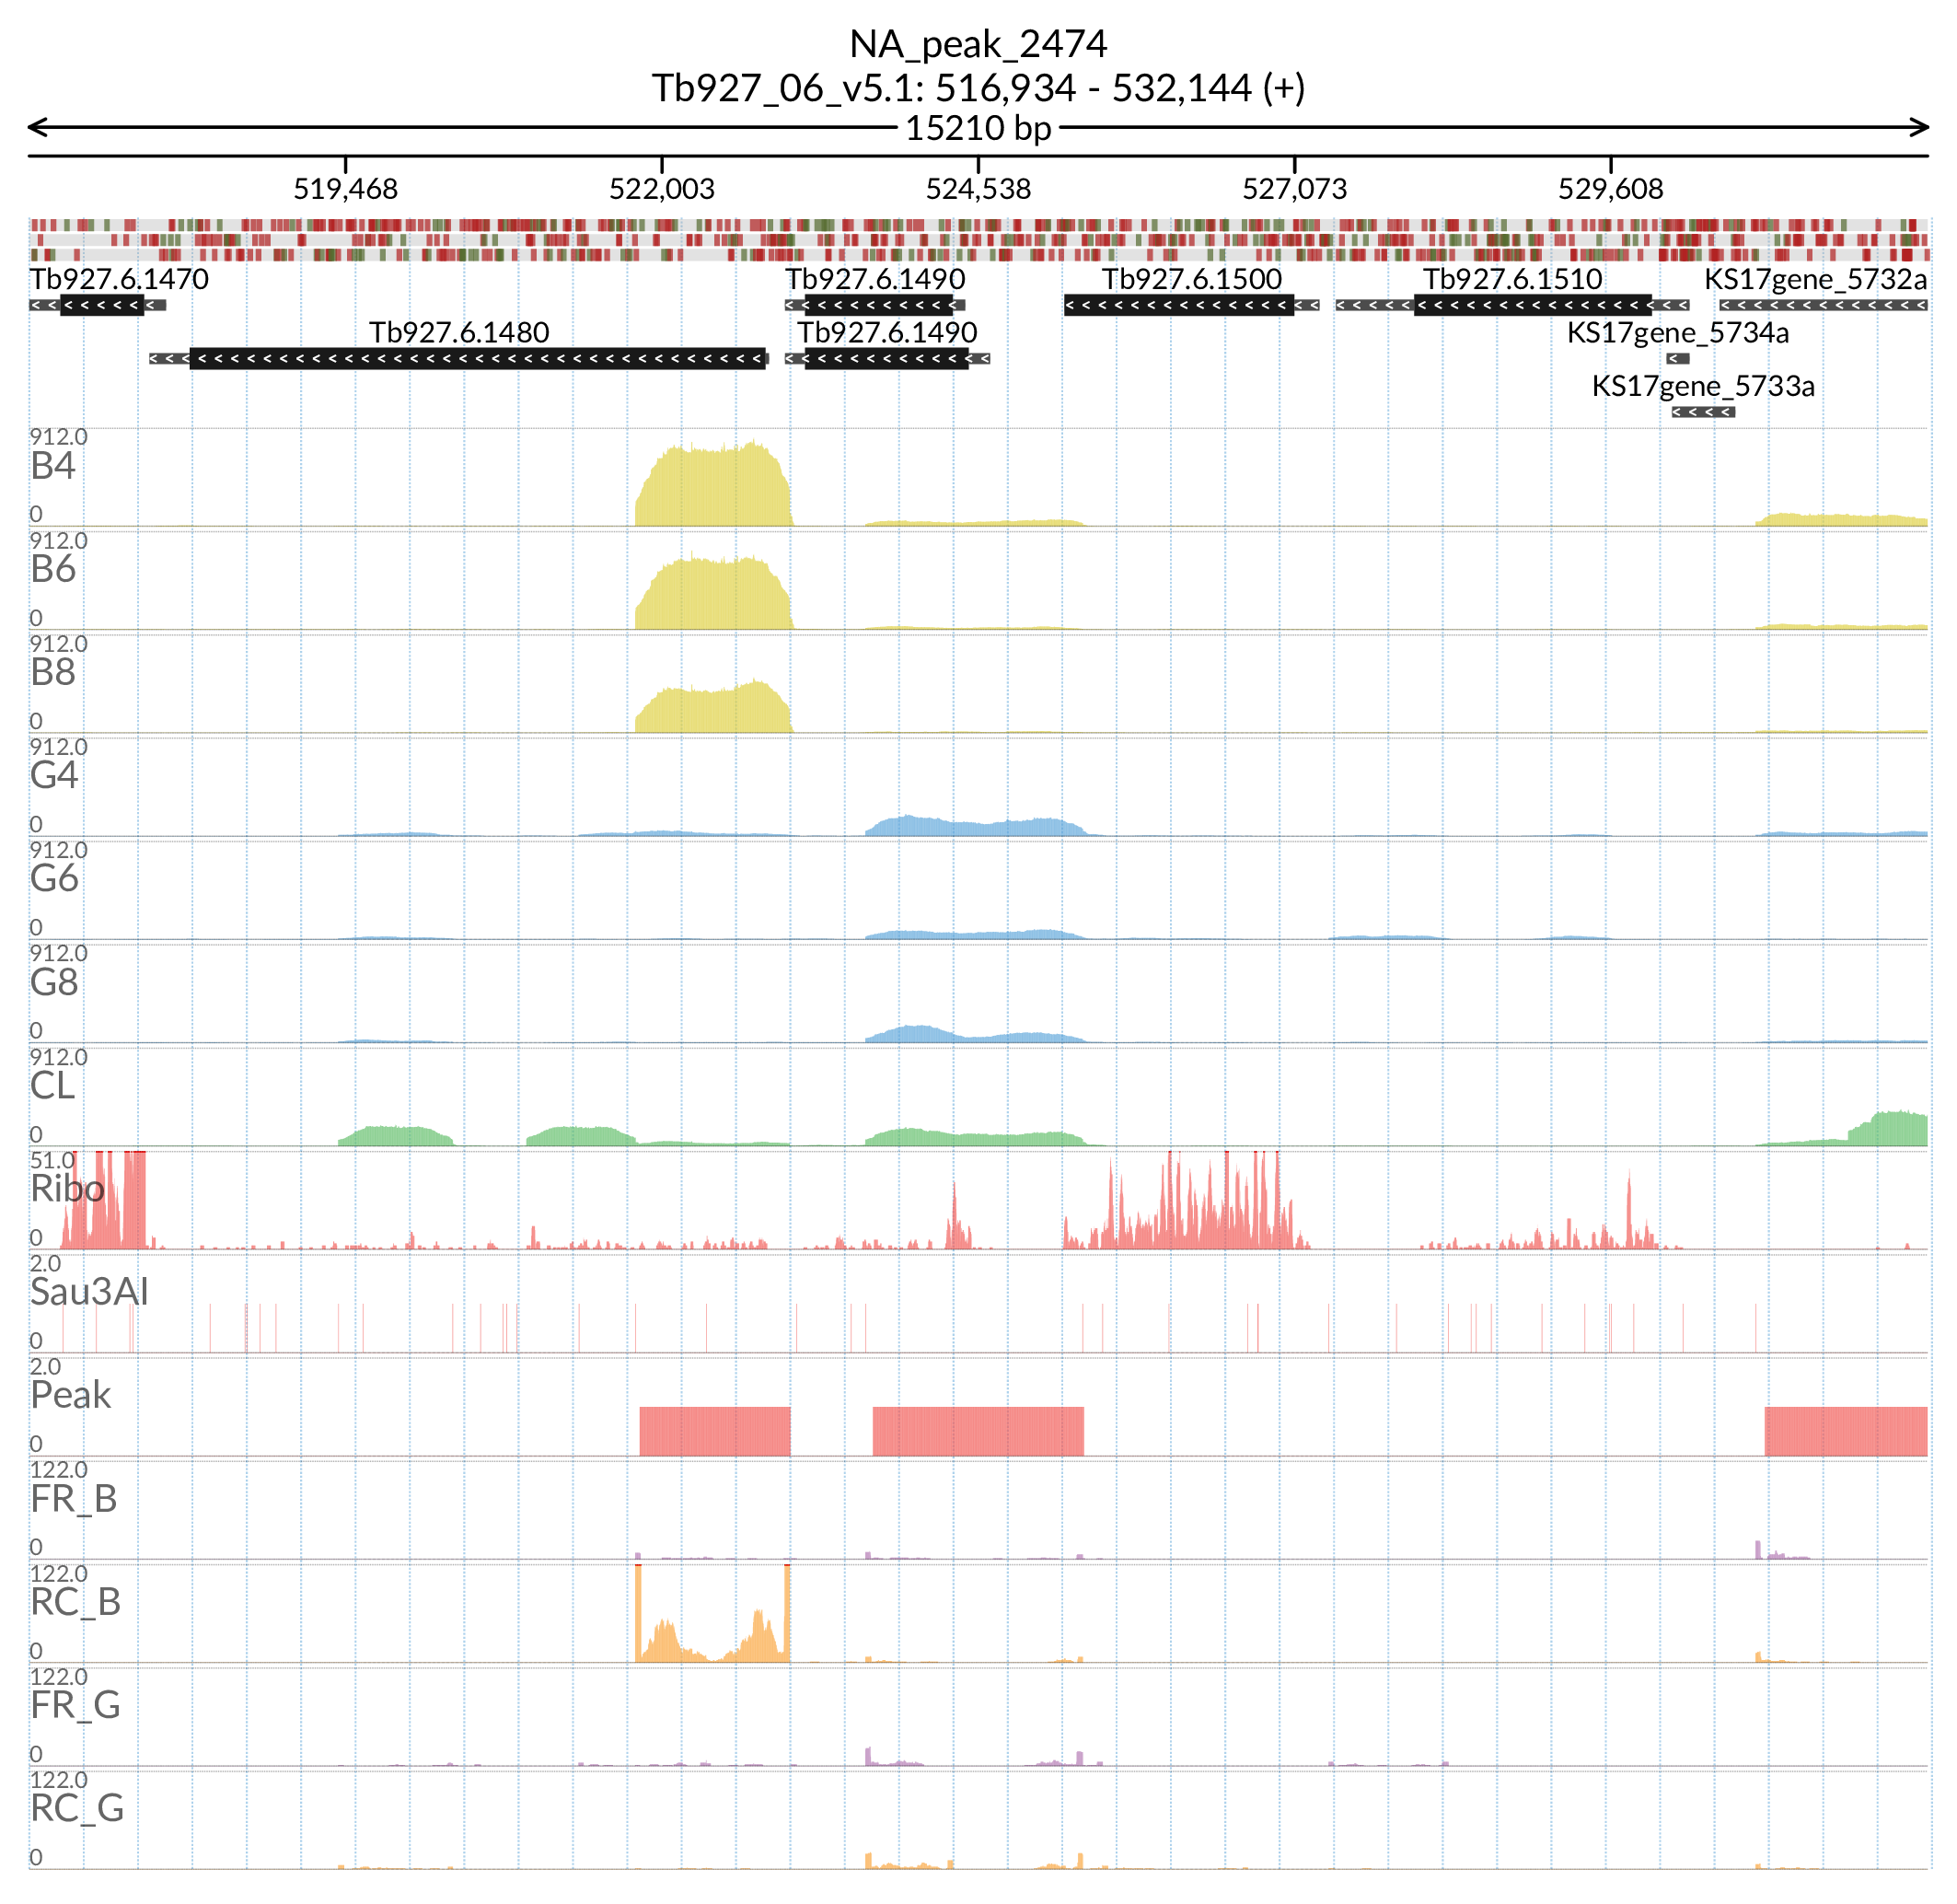 NA_peak_2474
Tb927_06_v5.1: 516,934 - 532,144 (+)
15210 bp
519,468 522,003 524,538 527,073 529,608
Tb927.6.1470 Tb927.6.1490 Tb927.6.1500 Tb927.6.1510 KS17gene_5732a
Tb927.6.1480 Tb927.6.1490 KS17gene_5734a
KS17gene_5733a
912.0
B4
0
912.0
B6
0
912.0
B8
0
912.0
G4
0
912.0
G6
0
912.0
G8
0
912.0
CL
0
51.0
Ribo
0
2.0
Sau3AI
0
2.0
Peak
0
122.0
FR_B
0
122.0
RC_B
0
122.0
FR_G
0
122.0
RC_G
0